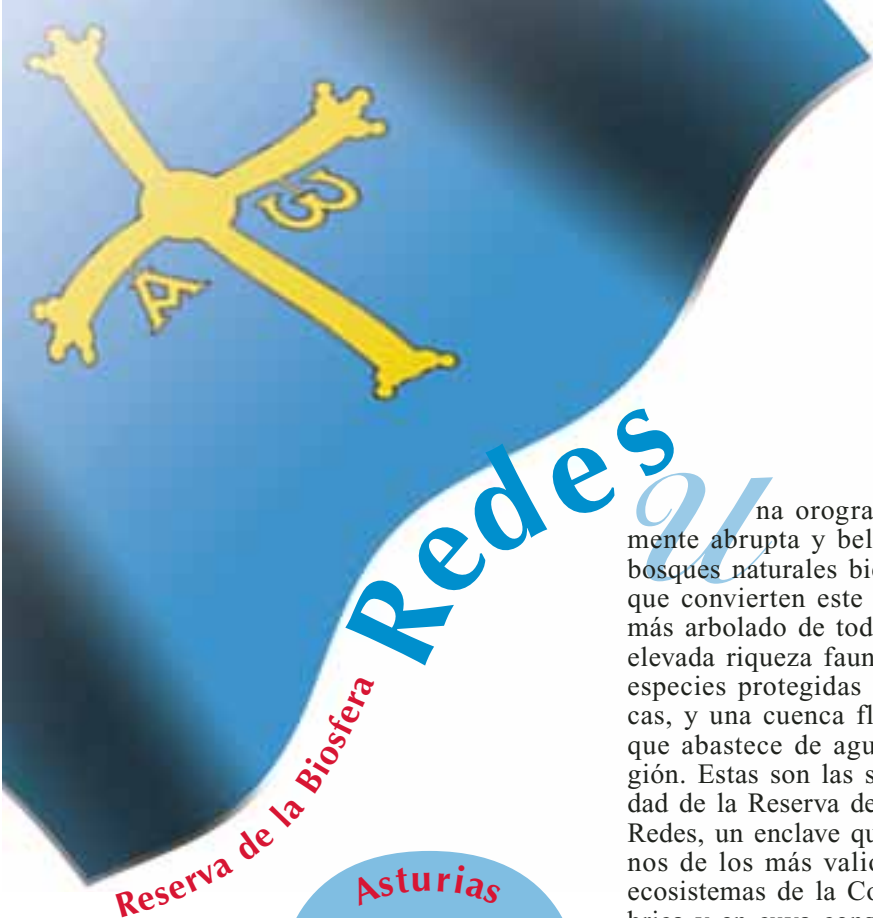 A ω
Redes
Reserva de la Biosfera
Asturias
Una orogra
mente abrupta y bel
bosques naturales bi
que convierten este
más arbolado de tod
elevada riqueza faun
especies protegidas
cas, y una cuenca fl
que abastece de agu
gión. Estas son las s
dad de la Reserva de
Redes, un enclave qu
nos de los más valio
ecosistemas de la Co